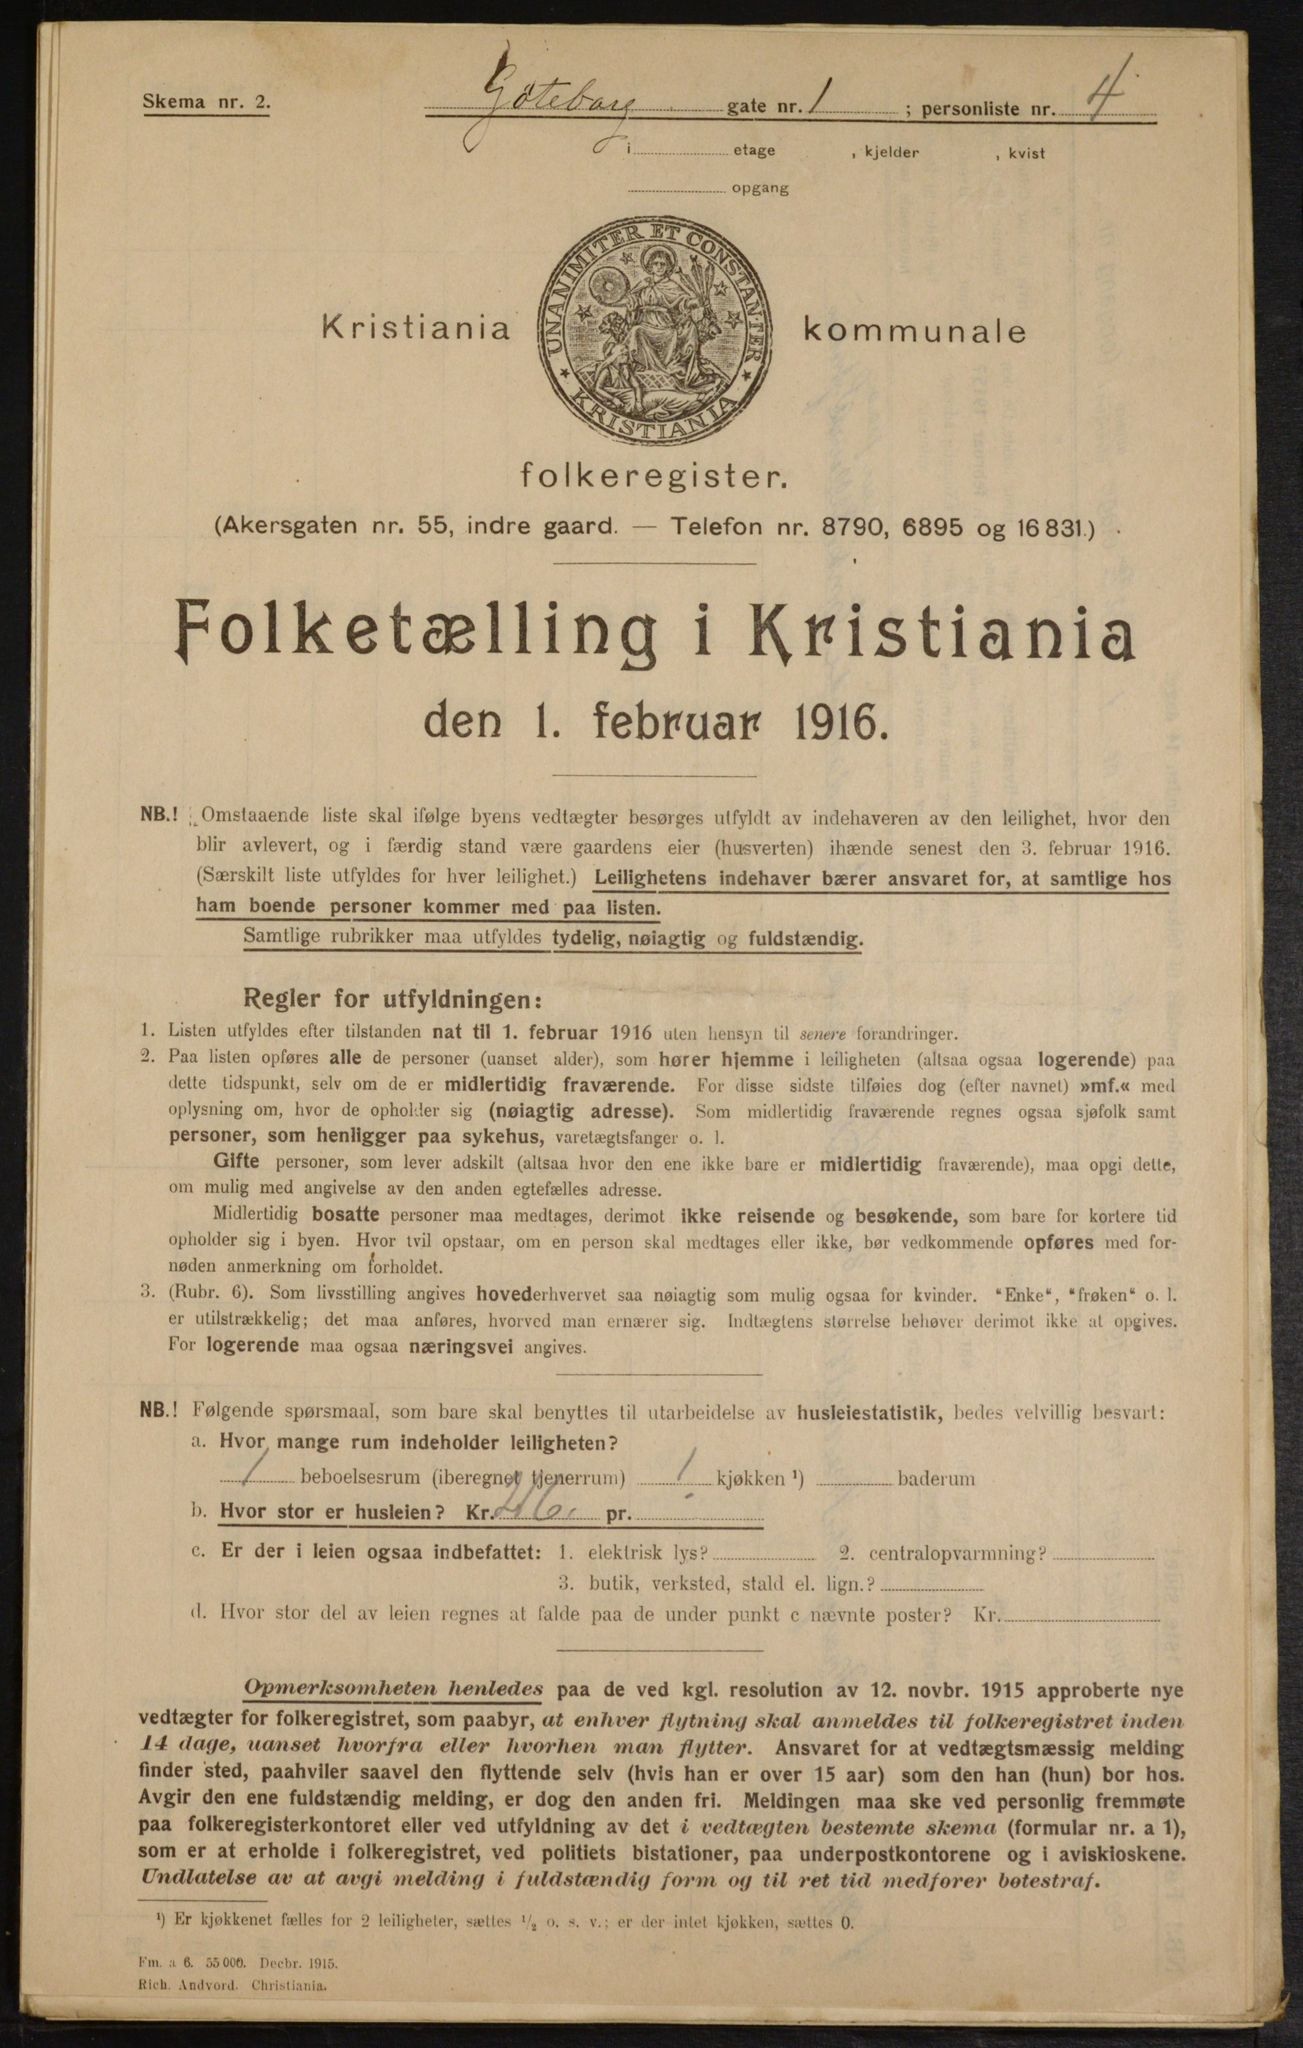 Skema nr. 2.
Göteborg gate nr. 1 ; personliste nr. 4
i etage , kjelder , kvist
opgang
UNANIMITER ET CONSTANTER
KRISTIANIA
Kristiania kommunale
folkeregister.
(Akersgaten nr. 55, indre gaard. — Telefon nr. 8790, 6895 og 16831.)
Folketælling i Kristiania
den 1. februar 1916.
NB.! Omstaaende liste skal ifølge byens vedtægter besørges utfyldt av indehaveren av den leilighet, hvor den
blir avlevert, og i færdig stand være gaardens eier (husverten) ihænde senest den 3. februar 1916.
(Særskilt liste utfyldes for hver leilighet.) Leilighetens indehaver bærer ansvaret for, at samtlige hos
ham boende personer kommer med paa listen.
Samtlige rubrikker maa utfyldes tydelig, nøiagtig og fuldstændig.
Regler for utfyldningen:
1. Listen utfyldes efter tilstanden nat til 1. februar 1916 uten hensyn til senere forandringer.
2. Paa listen opføres alle de personer (uanset alder), som hører hjemme i leiligheten (altsaa ogsaa logerende) paa
dette tidspunkt, selv om de er midlertidig fraværende. For disse sidste tilføies dog (efter navnet) »mf.« med
oplysning om, hvor de opholder sig (nøiagtig adresse). Som midlertidig fraværende regnes ogsaa sjøfolk samt
personer, som henligger paa sykehus, varetægtsfanger o. l.
Gifte personer, som lever adskilt (altsaa hvor den ene ikke bare er midlertidig fraværende), maa opgi dette,
om mulig med angivelse av den anden egtefælles adresse.
Midlertidig bosatte personer maa medtages, derimot ikke reisende og besøkende, som bare for kortere tid
opholder sig i byen. Hvor tvil opstaar, om en person skal medtages eller ikke, bør vedkommende opføres med for-
nøden anmerkning om forholdet.
3. (Rubr. 6). Som livsstilling angives hovederhvervet saa nøiagtig som mulig ogsaa for kvinder. "Enke", "frøken" o. l.
er utilstrækkelig; det maa anføres, hvorved man ernærer sig. Indtægtens størrelse behøver derimot ikke at opgives.
For logerende maa ogsaa næringsvei angives.
NB.! Følgende spørsmaal, som bare skal benyttes til utarbeidelse av husleiestatistik, bedes velvillig besvart:
a. Hvor mange rum indeholder leiligheten?
1 beboelsesrum (iberegnet tjenerrum) 1 kjøkken ¹) baderum
b. Hvor stor er husleien? Kr. pr.
c. Er der i leien ogsaa indbefattet: 1. elektrisk lys? 2. centralopvarmning?
3. butik, verksted, stald el. lign.?
d. Hvor stor del av leien regnes at falde paa de under punkt c nævnte poster? Kr.
Opmerksomheten henledes paa de ved kgl. resolution av 12. novbr. 1915 approberte nye
vedtægter for folkeregistret, som paabyr, at enhver flytning skal anmeldes til folkeregistret inden
14 dage, uanset hvorfra eller hvorhen man flytter. Ansvaret for at vedtægtsmæssig melding
finder sted, paahviler saavel den flyttende selv (hvis han er over 15 aar) som den han (hun) bor hos.
Avgir den ene fuldstændig melding, er dog den anden fri. Meldingen maa ske ved personlig fremmøte
paa folkeregisterkontoret eller ved utfyldning av det i vedtægten bestemte skema (formular nr. a 1),
som er at erholde i folkeregistret, ved politiets bistationer, paa underpostkontorene og i aviskioskene.
Undlatelse av at avgi melding i fuldstændig form og til ret tid medfører bøtestraf.
¹) Er kjøkkenet fælles for 2 leiligheter, sættes ½ o. s. v.; er der intet kjøkken, sættes 0.
Fm. a 6. 55000. Decbr. 1915.
Rich. Andvord. Christiania.